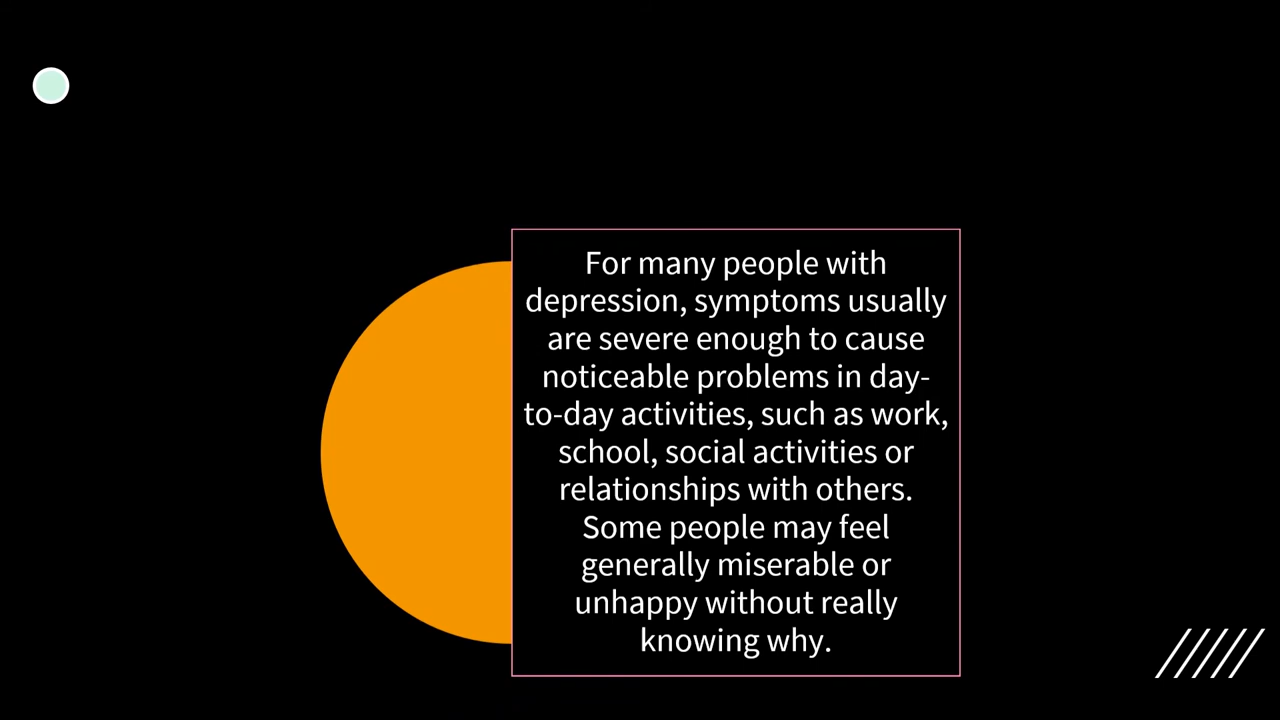 For many people with
depression, symptoms usually
are severe enough to cause
noticeable problems in day-
to-day activities, such as work,
school, social activities or
relationships with others.
Some people may feel
generally miserable or
unhappy without really
knowing why.